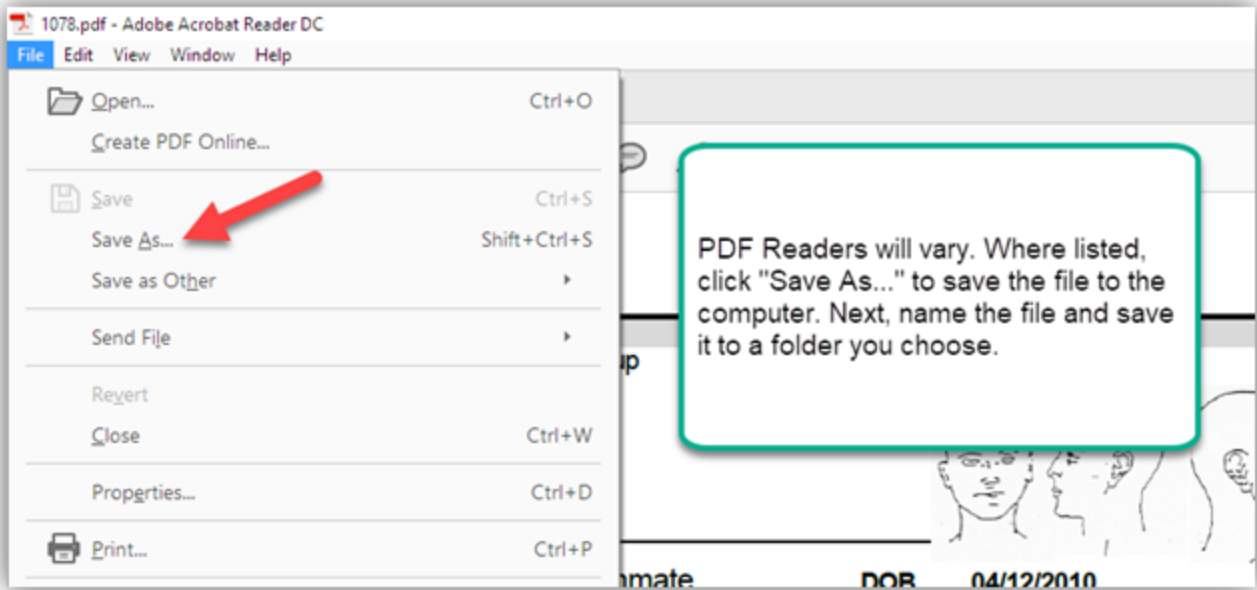 1078.pdf - Adobe Acrobat Reader DC
File Edit View Window Help
Open... Ctrl+O
Create PDF Online...
Save Ctrl+S
Save As... Shift+Ctrl+S
Save as Other
Send File
Revert
Close Ctrl+W
Properties... Ctrl+D
Print... Ctrl+P
PDF Readers will vary. Where listed,
click "Save As..." to save the file to the
computer. Next, name the file and save
it to a folder you choose.
up
nmate DOB 04/12/2010